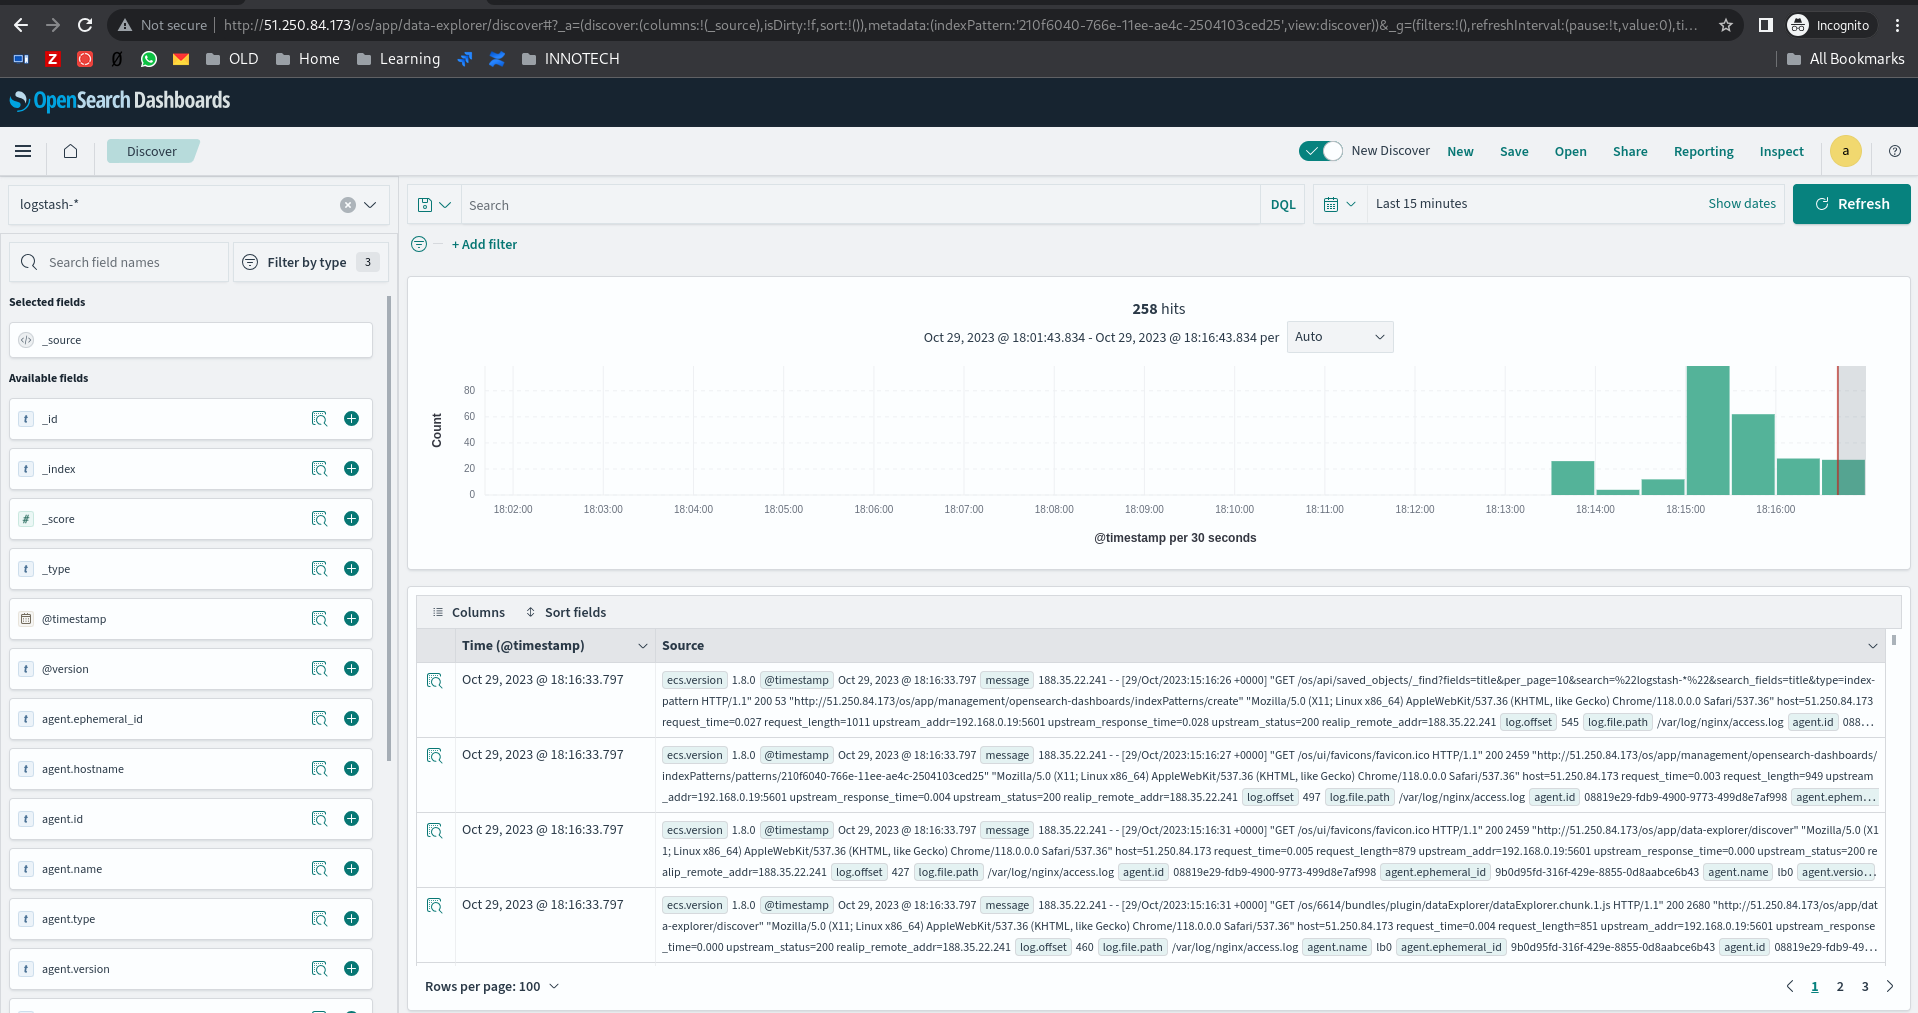 Not secure http://51.250.84.173/os/app/data-explorer/discover#?_a=(discover:(columns:!(_source),isDirty:!f,sort:!()),metadata:(indexPattern:'210f6040-766e-11ee-ae4c-2504103ced25',view:discover))&_g=(filters:!(),refreshInterval:(pause:!t,value:0),ti... Incognito
OLD Home Learning INNOTECH All Bookmarks
OpenSearch Dashboards
Discover New Discover New Save Open Share Reporting Inspect a
logstash-* Search DQL Last 15 minutes Show dates Refresh
+ Add filter
Search field names Filter by type 3
Selected fields
_source
Available fields
t _id
t _index
# _score
t _type
@timestamp
t @version
t agent.ephemeral_id
t agent.hostname
t agent.id
t agent.name
t agent.type
t agent.version
258 hits
Oct 29, 2023 @ 18:01:43.834 - Oct 29, 2023 @ 18:16:43.834 per Auto
Count
80
60
40
20
0
18:02:00 18:03:00 18:04:00 18:05:00 18:06:00 18:07:00 18:08:00 18:09:00 18:10:00 18:11:00 18:12:00 18:13:00 18:14:00 18:15:00 18:16:00
@timestamp per 30 seconds
Columns Sort fields
Time (@timestamp) Source
Oct 29, 2023 @ 18:16:33.797 ecs.version 1.8.0 @timestamp Oct 29, 2023 @ 18:16:33.797 message 188.35.22.241 - - [29/Oct/2023:15:16:26 +0000] "GET /os/api/saved_objects/_find?fields=title&per_page=10&search=%22logstash-*%22&search_fields=title&type=index-
pattern HTTP/1.1" 200 53 "http://51.250.84.173/os/app/management/opensearch-dashboards/indexPatterns/create" "Mozilla/5.0 (X11; Linux x86_64) AppleWebKit/537.36 (KHTML, like Gecko) Chrome/118.0.0.0 Safari/537.36" host=51.250.84.173
request_time=0.027 request_length=1011 upstream_addr=192.168.0.19:5601 upstream_response_time=0.028 upstream_status=200 realip_remote_addr=188.35.22.241 log.offset 545 log.file.path /var/log/nginx/access.log agent.id 088...
Oct 29, 2023 @ 18:16:33.797 ecs.version 1.8.0 @timestamp Oct 29, 2023 @ 18:16:33.797 message 188.35.22.241 - - [29/Oct/2023:15:16:27 +0000] "GET /os/ui/favicons/favicon.ico HTTP/1.1" 200 2459 "http://51.250.84.173/os/app/management/opensearch-dashboards/
indexPatterns/patterns/210f6040-766e-11ee-ae4c-2504103ced25" "Mozilla/5.0 (X11; Linux x86_64) AppleWebKit/537.36 (KHTML, like Gecko) Chrome/118.0.0.0 Safari/537.36" host=51.250.84.173 request_time=0.003 request_length=949 upstream
_addr=192.168.0.19:5601 upstream_response_time=0.004 upstream_status=200 realip_remote_addr=188.35.22.241 log.offset 497 log.file.path /var/log/nginx/access.log agent.id 08819e29-fdb9-4900-9773-499d8e7af998 agent.ephem...
Oct 29, 2023 @ 18:16:33.797 ecs.version 1.8.0 @timestamp Oct 29, 2023 @ 18:16:33.797 message 188.35.22.241 - - [29/Oct/2023:15:16:31 +0000] "GET /os/ui/favicons/favicon.ico HTTP/1.1" 200 2459 "http://51.250.84.173/os/app/data-explorer/discover" "Mozilla/5.0 (X1
1; Linux x86_64) AppleWebKit/537.36 (KHTML, like Gecko) Chrome/118.0.0.0 Safari/537.36" host=51.250.84.173 request_time=0.005 request_length=879 upstream_addr=192.168.0.19:5601 upstream_response_time=0.000 upstream_status=200 re
alip_remote_addr=188.35.22.241 log.offset 427 log.file.path /var/log/nginx/access.log agent.id 08819e29-fdb9-4900-9773-499d8e7af998 agent.ephemeral_id 9b0d95fd-316f-429e-8855-0d8aabce6b43 agent.name lb0 agent.versio...
Oct 29, 2023 @ 18:16:33.797 ecs.version 1.8.0 @timestamp Oct 29, 2023 @ 18:16:33.797 message 188.35.22.241 - - [29/Oct/2023:15:16:31 +0000] "GET /os/6614/bundles/plugin/dataExplorer/dataExplorer.chunk.1.js HTTP/1.1" 200 2680 "http://51.250.84.173/os/app/dat
a-explorer/discover" "Mozilla/5.0 (X11; Linux x86_64) AppleWebKit/537.36 (KHTML, like Gecko) Chrome/118.0.0.0 Safari/537.36" host=51.250.84.173 request_time=0.004 request_length=851 upstream_addr=192.168.0.19:5601 upstream_response
_time=0.000 upstream_status=200 realip_remote_addr=188.35.22.241 log.offset 460 log.file.path /var/log/nginx/access.log agent.name lb0 agent.ephemeral_id 9b0d95fd-316f-429e-8855-0d8aabce6b43 agent.id 08819e29-fdb9-49...
Rows per page: 100 1 2 3